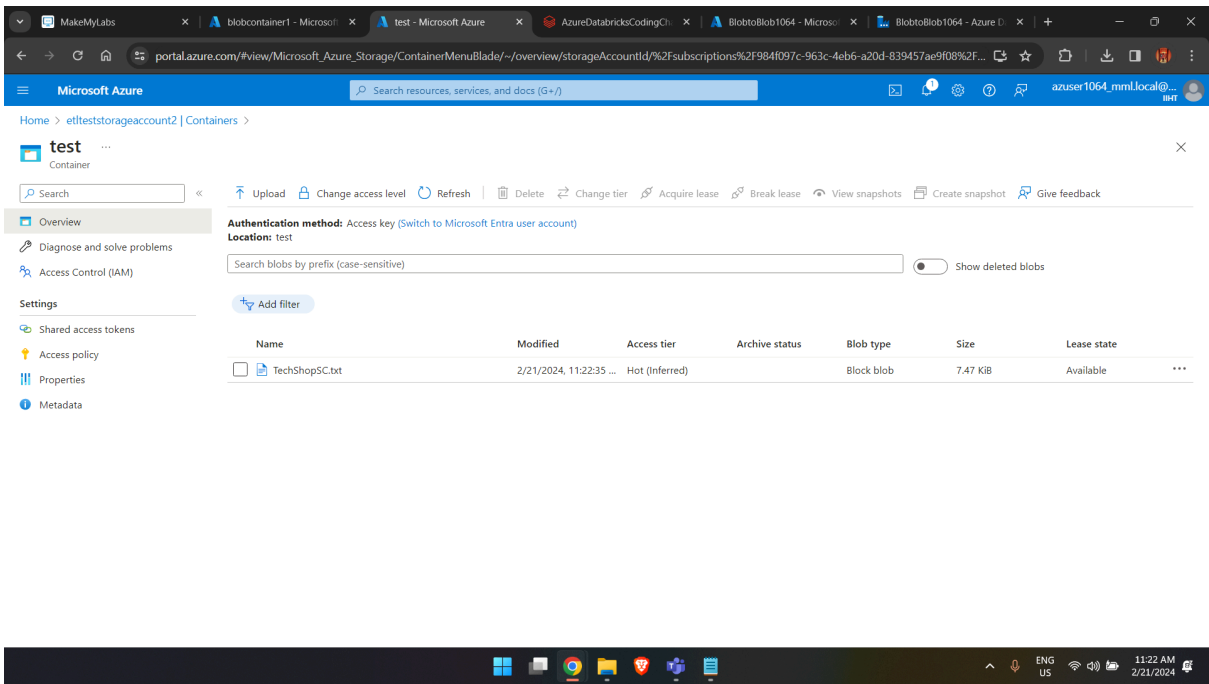 MakeMyLabs
blobcontainer1 - Microsoft
test - Microsoft Azure
AzureDatabricksCodingCh
BlobtoBlob1064 - Microsof
BlobtoBlob1064 - Azure D
portal.azure.com/#view/Microsoft_Azure_Storage/ContainerMenuBlade/~/overview/storageAccountId/%2Fsubscriptions%2F984f097c-963c-4eb6-a20d-839457ae9f08%2F...
Microsoft Azure
Search resources, services, and docs (G+/)
1
azuser1064_mml.local@...
IIHT
Home > etlteststorageaccount2 | Containers >
test ...
Container
Search
«
Upload Change access level Refresh Delete Change tier Acquire lease Break lease View snapshots Create snapshot Give feedback
Overview
Diagnose and solve problems
Access Control (IAM)
Settings
Shared access tokens
Access policy
Properties
Metadata
Authentication method: Access key (Switch to Microsoft Entra user account)
Location: test
Search blobs by prefix (case-sensitive)
Show deleted blobs
Add filter
Name Modified Access tier Archive status Blob type Size Lease state
TechShopSC.txt 2/21/2024, 11:22:35 ... Hot (Inferred) Block blob 7.47 KiB Available ...
ENG
US
11:22 AM
2/21/2024